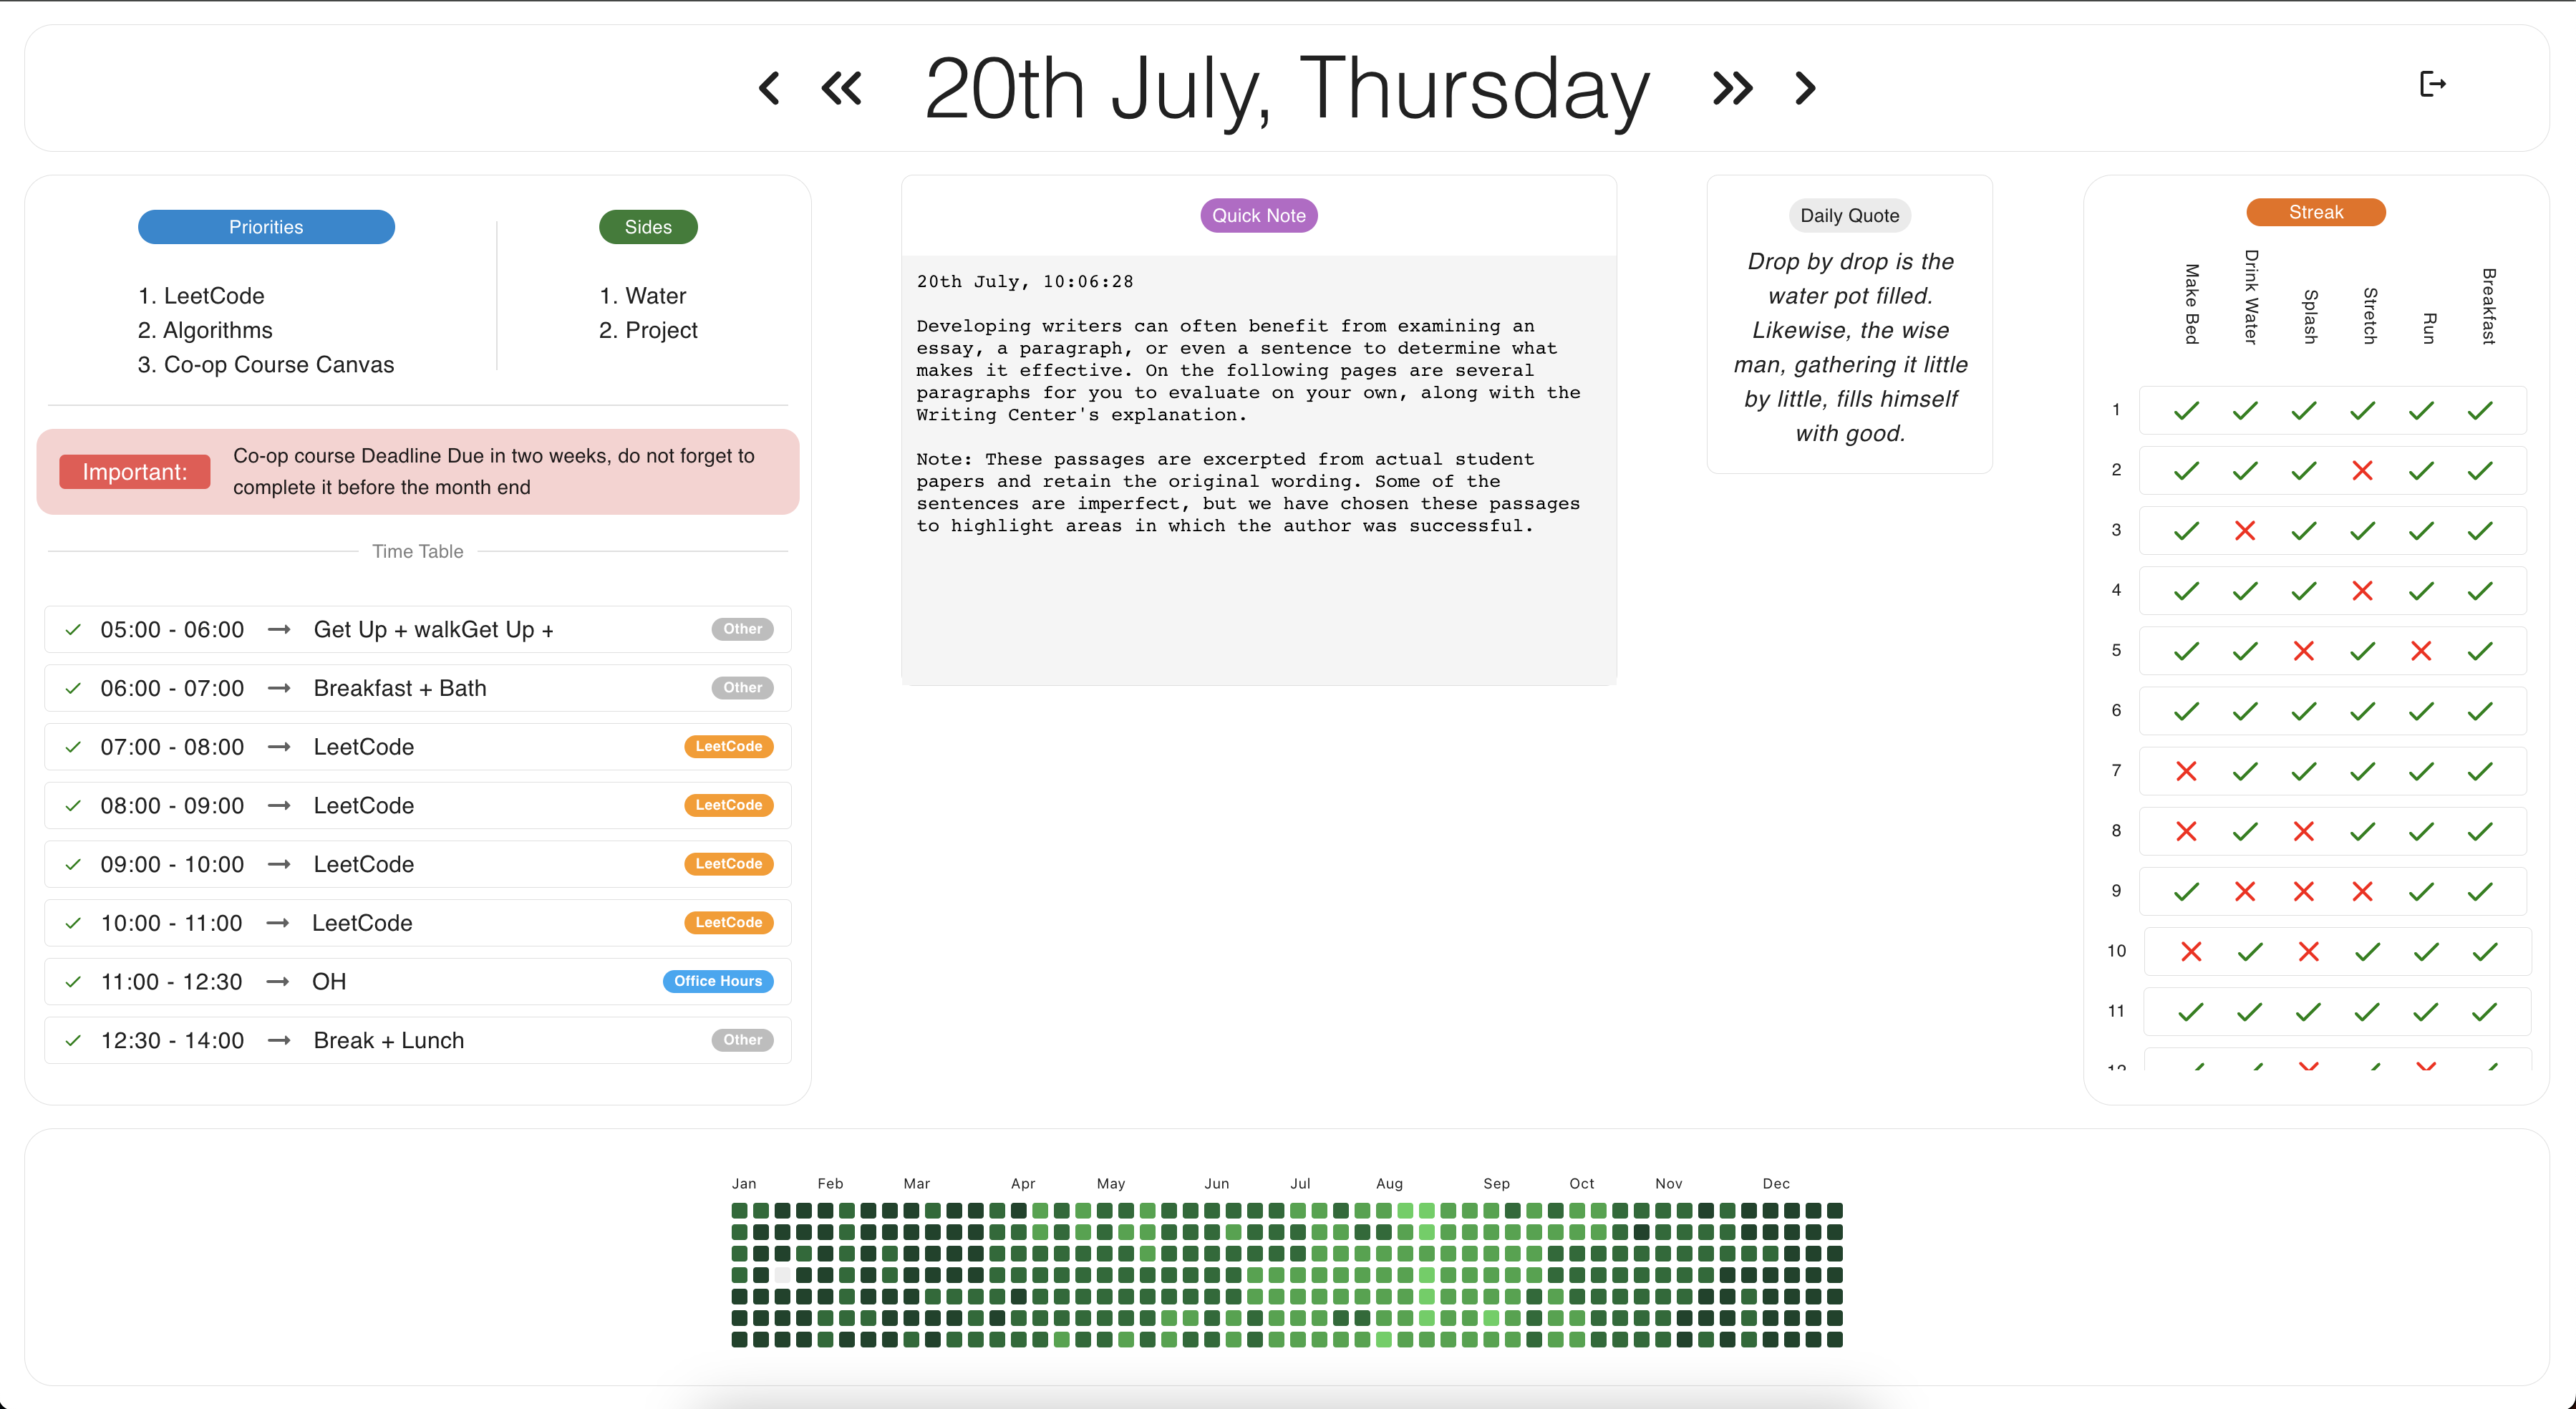 20th July, Thursday
Priorities
1. LeetCode
2. Algorithms
3. Co-op Course Canvas
Sides
1. Water
2. Project
Important:
Co-op course Deadline Due in two weeks, do not forget to
complete it before the month end
Time Table
05:00 - 06:00 → Get Up + walkGet Up + Other
06:00 - 07:00 → Breakfast + Bath Other
07:00 - 08:00 → LeetCode LeetCode
08:00 - 09:00 → LeetCode LeetCode
09:00 - 10:00 → LeetCode LeetCode
10:00 - 11:00 → LeetCode LeetCode
11:00 - 12:30 → OH Office Hours
12:30 - 14:00 → Break + Lunch Other
Quick Note
20th July, 10:06:28
Developing writers can often benefit from examining an
essay, a paragraph, or even a sentence to determine what
makes it effective. On the following pages are several
paragraphs for you to evaluate on your own, along with the
Writing Center's explanation.
Note: These passages are excerpted from actual student
papers and retain the original wording. Some of the
sentences are imperfect, but we have chosen these passages
to highlight areas in which the author was successful.
Daily Quote
Drop by drop is the
water pot filled.
Likewise, the wise
man, gathering it little
by little, fills himself
with good.
Streak
Make Bed
Drink Water
Splash
Stretch
Run
Breakfast
1
2
3
4
5
6
7
8
9
10
11
Jan Feb Mar Apr May Jun Jul Aug Sep Oct Nov Dec